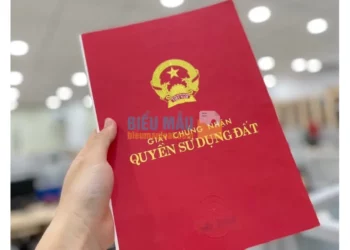 BIỂU MẪU
GIẤY CHỨNG NHẬN
QUYỀN SỬ DỤNG ĐẤT